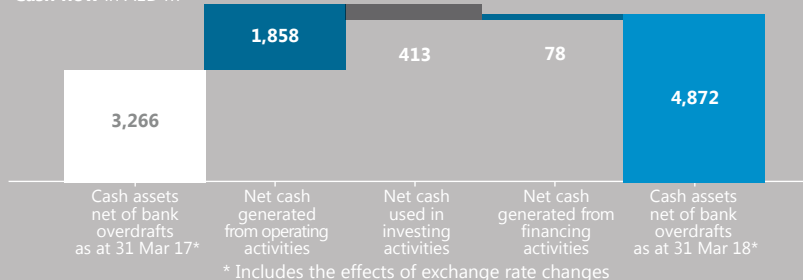 1,858
413
78
4,872
3,266
Cash assets
net of bank
overdrafts
as at 31 Mar 17*
Net cash
generated
from operating
activities
Net cash
used in
investing
activities
Net cash
generated from
financing
activities
Cash assets
net of bank
overdrafts
as at 31 Mar 18*
* Includes the effects of exchange rate changes